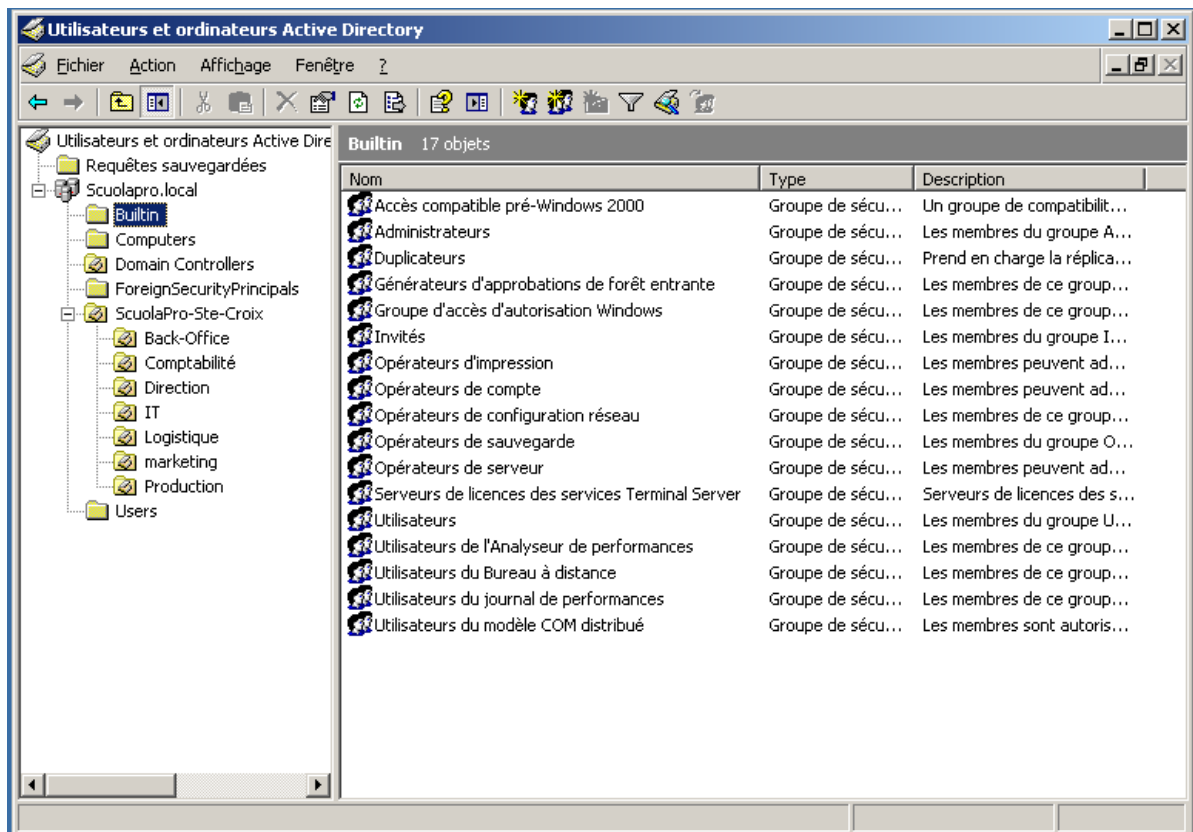 Utilisateurs et ordinateurs Active Directory
Fichier Action Affichage Fenêtre ?
Utilisateurs et ordinateurs Active Dire
Requêtes sauvegardées
Scuolapro.local
Builtin
Computers
Domain Controllers
ForeignSecurityPrincipals
ScuolaPro-Ste-Croix
Back-Office
Comptabilité
Direction
IT
Logistique
marketing
Production
Users
Builtin 17 objets
Nom Type Description
Accès compatible pré-Windows 2000 Groupe de sécu... Un groupe de compatibilit...
Administrateurs Groupe de sécu... Les membres du groupe A...
Duplicateurs Groupe de sécu... Prend en charge la réplica...
Générateurs d'approbations de forêt entrante Groupe de sécu... Les membres de ce group...
Groupe d'accès d'autorisation Windows Groupe de sécu... Les membres de ce group...
Invités Groupe de sécu... Les membres du groupe I...
Opérateurs d'impression Groupe de sécu... Les membres peuvent ad...
Opérateurs de compte Groupe de sécu... Les membres peuvent ad...
Opérateurs de configuration réseau Groupe de sécu... Les membres de ce group...
Opérateurs de sauvegarde Groupe de sécu... Les membres du groupe O...
Opérateurs de serveur Groupe de sécu... Les membres peuvent ad...
Serveurs de licences des services Terminal Server Groupe de sécu... Serveurs de licences des s...
Utilisateurs Groupe de sécu... Les membres du groupe U...
Utilisateurs de l'Analyseur de performances Groupe de sécu... Les membres de ce group...
Utilisateurs du Bureau à distance Groupe de sécu... Les membres de ce group...
Utilisateurs du journal de performances Groupe de sécu... Les membres de ce group...
Utilisateurs du modèle COM distribué Groupe de sécu... Les membres sont autoris...